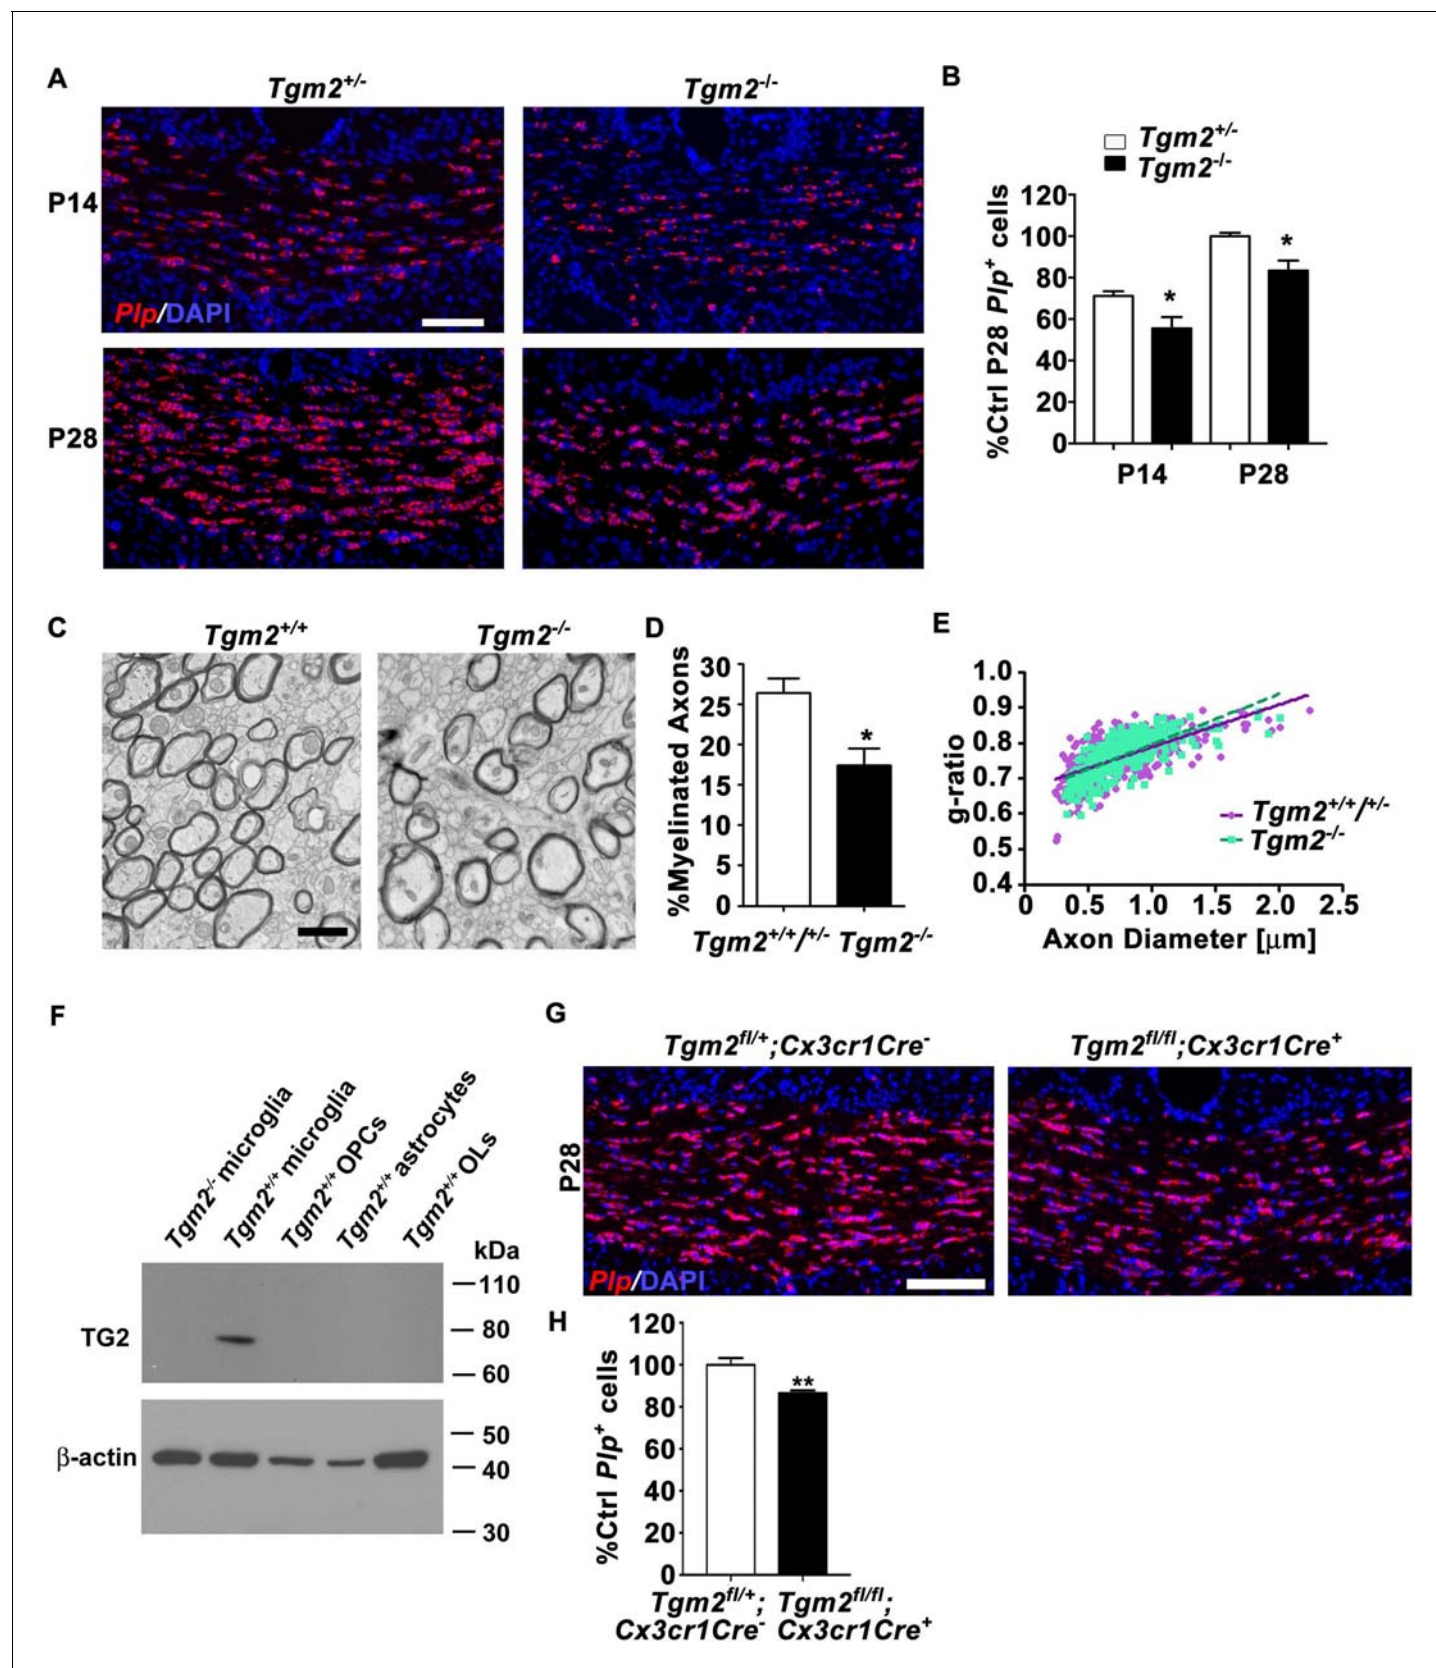 A
Tgm2+/-
Tgm2-/-
P14
Plp/DAPI
P28
B
Tgm2+/-
Tgm2-/-
%Ctrl P28 Plp+ cells
120
100
80
60
40
20
0
*
*
P14 P28
C
Tgm2+/+
Tgm2-/-
D
%Myelinated Axons
30
25
20
15
10
5
0
*
Tgm2+/+/+/- Tgm2-/-
E
g-ratio
1.0
0.9
0.8
0.7
0.6
0.5
0.4
Tgm2+/+/+/-
Tgm2-/-
0 0.5 1.0 1.5 2.0 2.5
Axon Diameter [μm]
F
Tgm2-/- microglia
Tgm2+/+ microglia
Tgm2+/+ OPCs
Tgm2+/+ astrocytes
Tgm2+/+ OLs
kDa
110
TG2
80
60
β-actin
50
40
30
G
Tgm2fl/+;Cx3cr1Cre-
Tgm2fl/fl;Cx3cr1Cre+
P28
Plp/DAPI
H
%Ctrl Plp+ cells
120
100
80
60
40
20
0
**
Tgm2fl/+; Tgm2fl/fl;
Cx3cr1Cre- Cx3cr1Cre+